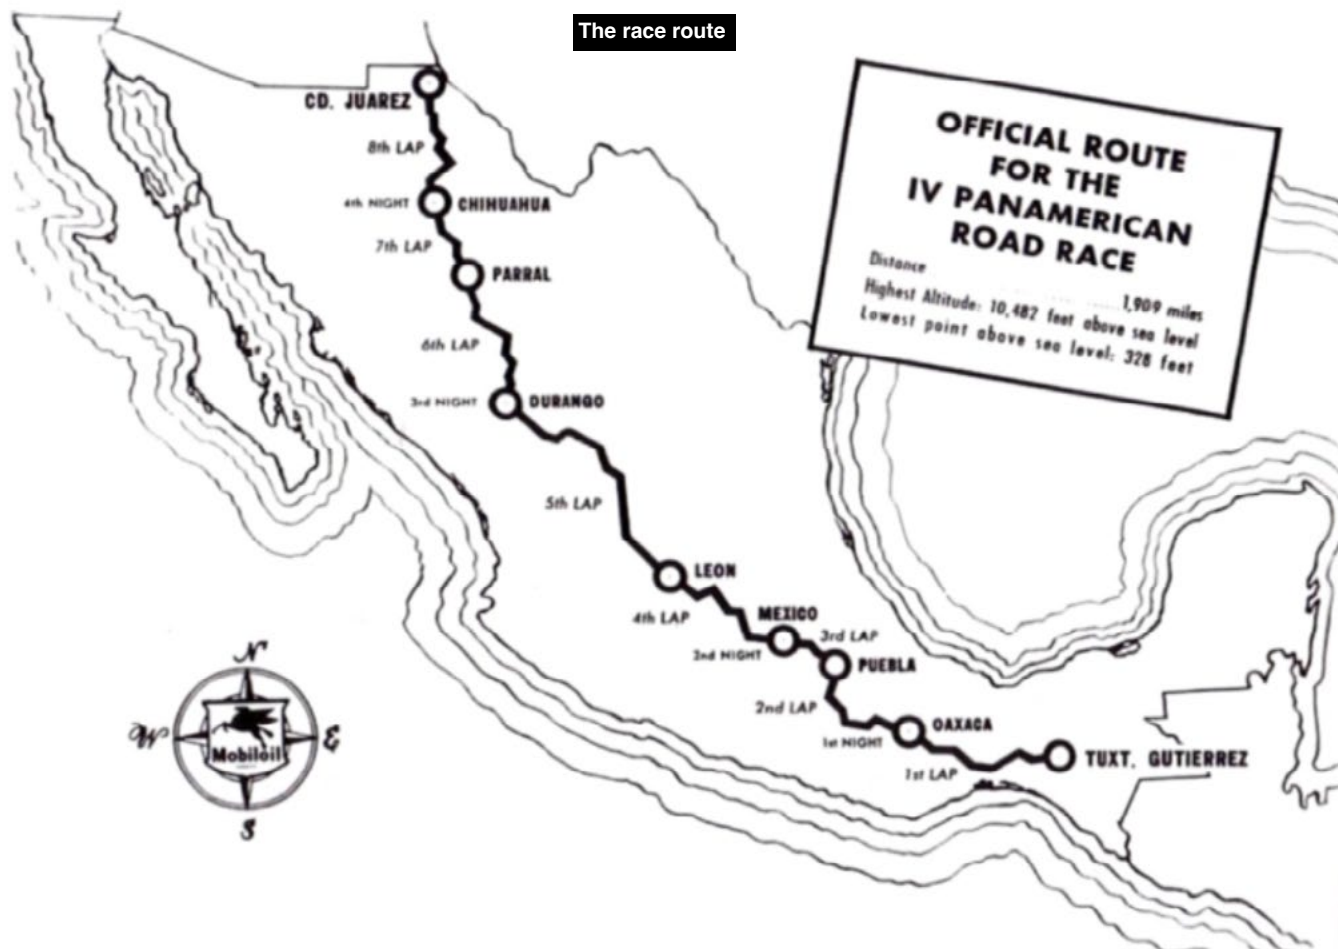 The race route
OFFICIAL ROUTE
FOR THE
IV PANAMERICAN
ROAD RACE
Distance 1,909 miles
Highest Altitude: 10,482 feet above sea level
Lowest point above sea level: 328 feet
CD. JUAREZ
8th LAP
4th NIGHT
CHIHUAHUA
7th LAP
PARRAL
6th LAP
3rd NIGHT
DURANGO
5th LAP
LEON
4th LAP
MEXICO
2nd NIGHT
3rd LAP
PUEBLA
2nd LAP
1st NIGHT
OAXACA
1st LAP
TUXT. GUTIERREZ
N
W
E
S
Mobiloil